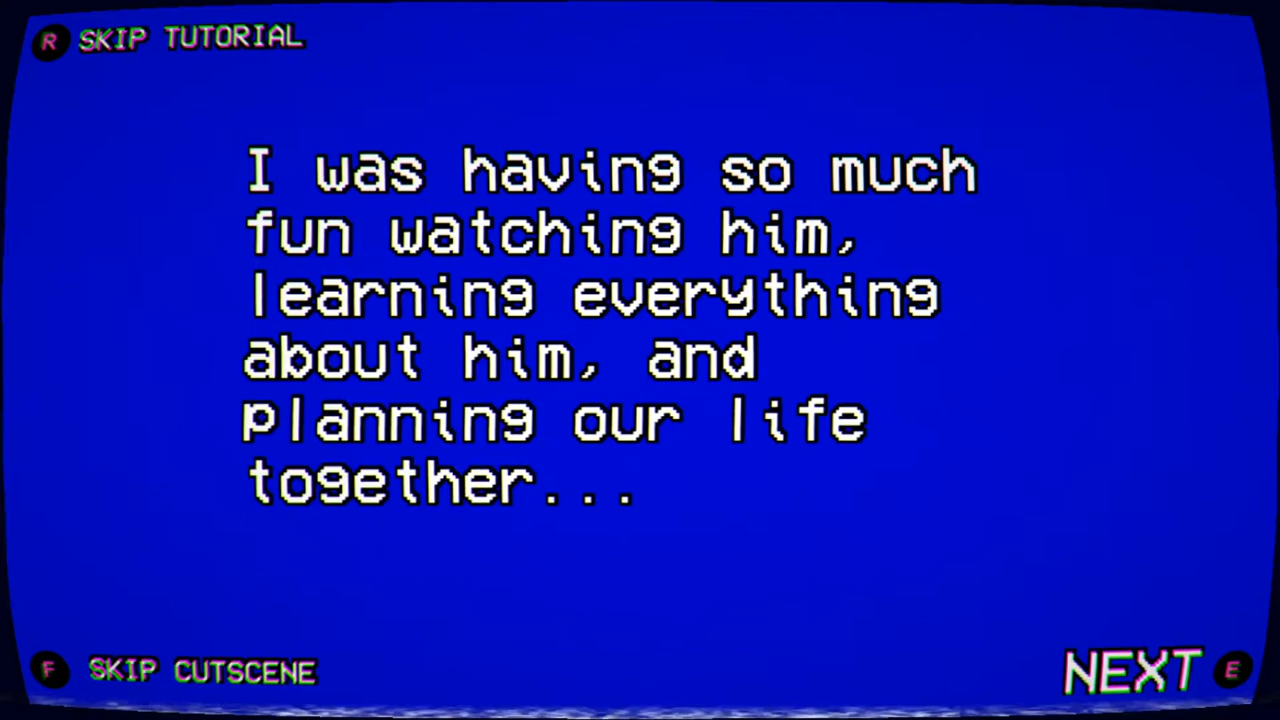 R SKIP TUTORIAL
I was having so much
fun watching him,
learning everything
about him, and
planning our life
together...
F SKIP CUTSCENE
NEXT E